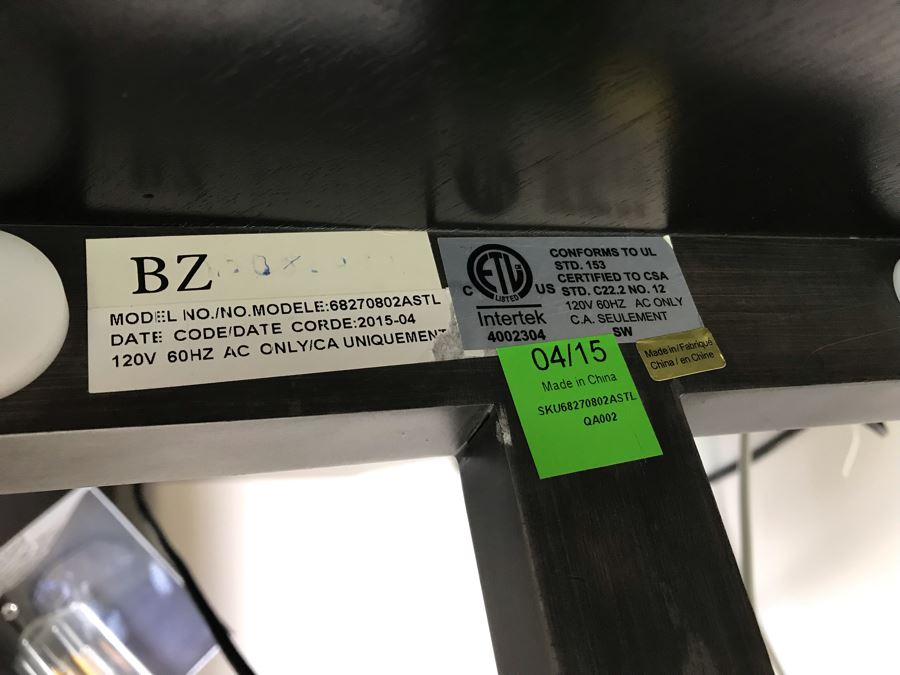 BZ
MODEL NO./NO.MODELE:68270802ASTL
DATE CODE/DATE CORDE:2015-04
120V 60HZ AC ONLY/CA UNIQUEMENT
ETL
C US
LISTED
Intertek
4002304
CONFORMS TO UL
STD. 153
CERTIFIED TO CSA
STD. C22.2 NO. 12
120V 60HZ AC ONLY
C.A. SEULEMENT
SW
04/15
Made in China
SKU68270802ASTL
QA002
Made in/Fabriqué
China / en Chine